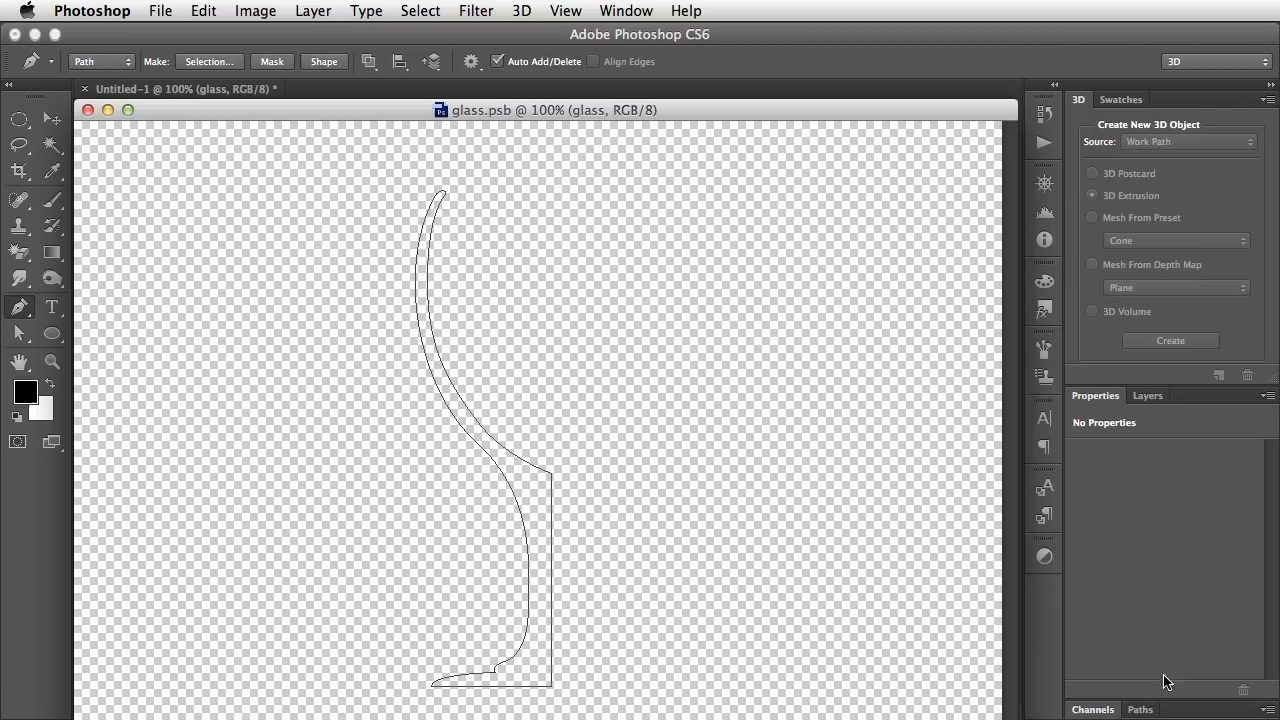 Photoshop File Edit Image Layer Type Select Filter 3D View Window Help
Adobe Photoshop CS6
Path Make: Selection... Mask Shape Auto Add/Delete Align Edges 3D
× Untitled-1 @ 100% (glass, RGB/8) *
Ps glass.psb @ 100% (glass, RGB/8)
3D Swatches
Create New 3D Object
Source: Work Path
3D Postcard
3D Extrusion
Mesh From Preset
Cone
Mesh From Depth Map
Plane
3D Volume
Create
Properties Layers
No Properties
Channels Paths